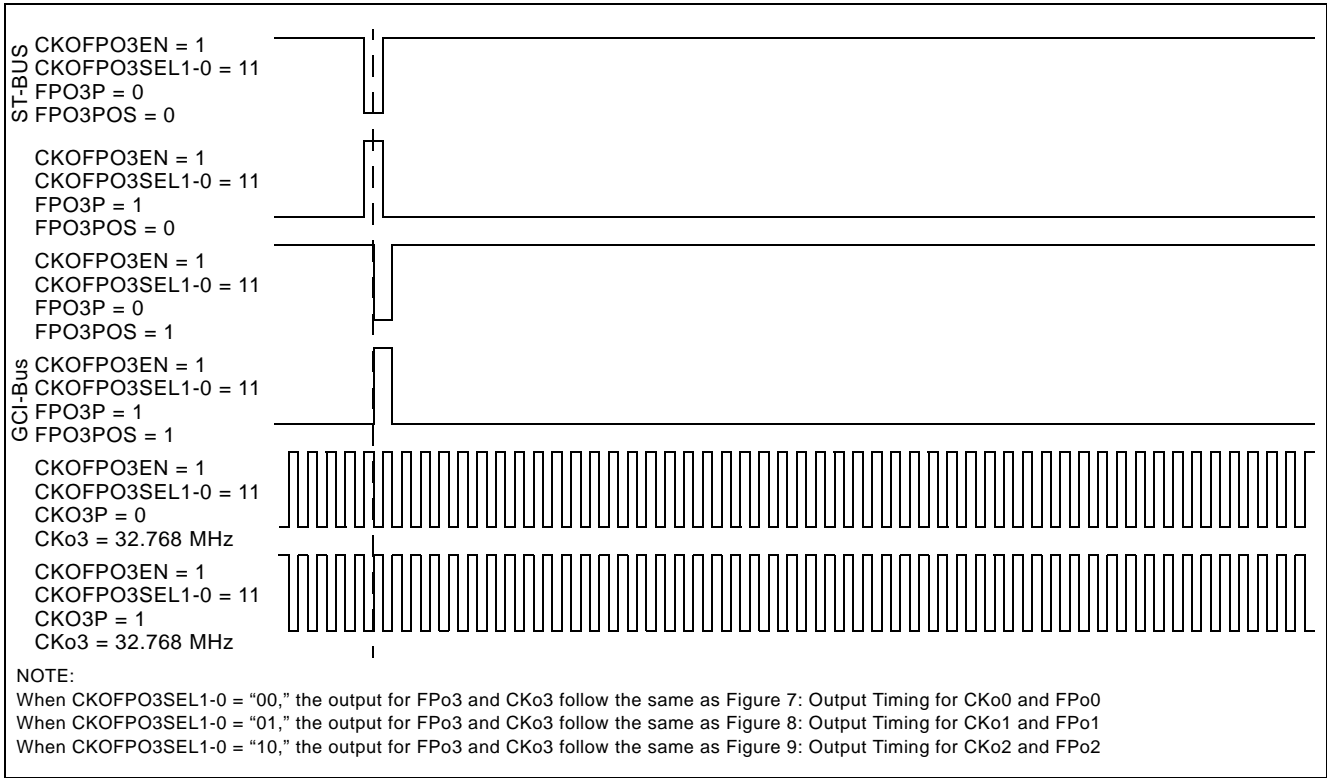 ST-BUS
CKOFPO3EN = 1
CKOFPO3SEL1-0 = 11
FPO3P = 0
FPO3POS = 0
CKOFPO3EN = 1
CKOFPO3SEL1-0 = 11
FPO3P = 1
FPO3POS = 0
CKOFPO3EN = 1
CKOFPO3SEL1-0 = 11
FPO3P = 0
FPO3POS = 1
GCI-Bus
CKOFPO3EN = 1
CKOFPO3SEL1-0 = 11
FPO3P = 1
FPO3POS = 1
CKOFPO3EN = 1
CKOFPO3SEL1-0 = 11
CKO3P = 0
CKo3 = 32.768 MHz
CKOFPO3EN = 1
CKOFPO3SEL1-0 = 11
CKO3P = 1
CKo3 = 32.768 MHz
NOTE:
When CKOFPO3SEL1-0 = “00,” the output for FPo3 and CKo3 follow the same as Figure 7: Output Timing for CKo0 and FPo0
When CKOFPO3SEL1-0 = “01,” the output for FPo3 and CKo3 follow the same as Figure 8: Output Timing for CKo1 and FPo1
When CKOFPO3SEL1-0 = “10,” the output for FPo3 and CKo3 follow the same as Figure 9: Output Timing for CKo2 and FPo2